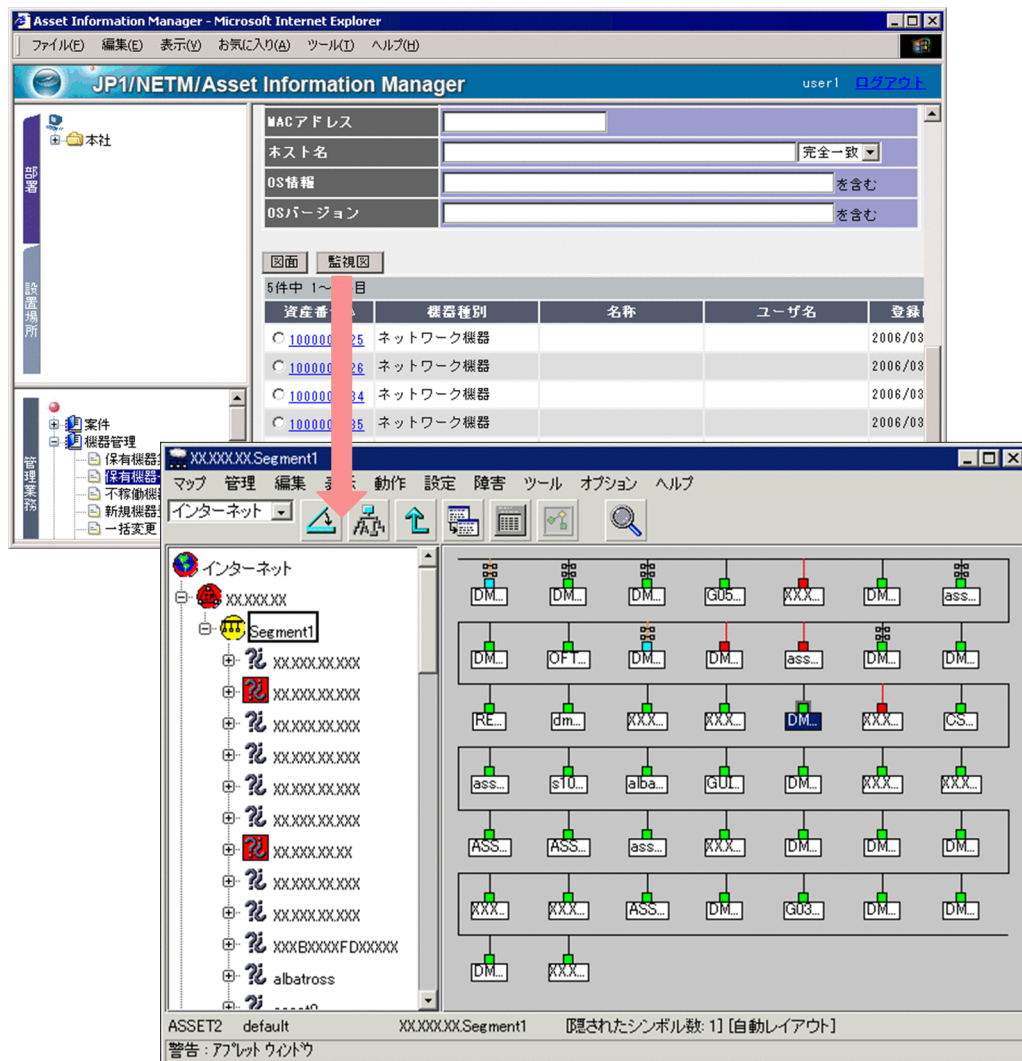 Asset Information Manager - Microsoft Internet Explorer
ファイル(F) 編集(E) 表示(V) お気に入り(A) ツール(T) ヘルプ(H)
JP1/NETM/Asset Information Manager user1 ログアウト
本社
部署
設置場所
MACアドレス
ホスト名 完全一致
OS情報 を含む
OSバージョン を含む
図面 監視図
5件中 1～ 目
資産番 機器種別 名称 ユーザ名 登録
ネットワーク機器 2006/03
ネットワーク機器 2006/03
ネットワーク機器 2006/03
ネットワーク機器 2006/03
管理業務
案件
機器管理
保有機器
保有機器
不稼働機
新規機器
一括変更
XX.XXX.XX.Segment1
マップ 管理 編集 表示 動作 設定 障害 ツール オプション ヘルプ
インターネット
インターネット
XX.XXX.XX
Segment1
XX.XXX.XX.XXX
XX.XXX.XX.XXX
XX.XXX.XX.XXX
XX.XXX.XX.XXX
XX.XXX.XX.XXX
XX.XXX.XX.XXX
XX.XXX.XX.XX
XX.XXX.XX.XXX
XX.XXX.XX.XXX
XXXBXXXXFDXXXXX
albatross
DM... DM... DM... G05... XXX... DM... ass...
DM... OFT... DM... DM... ass... DM... DM...
RE... dm... XXX... XXX... DM... XXX... CS...
ass... s10... alba... GUI... DM... XXX... XXX...
ASS... ASS... ass... XXX... DM... DM... DM...
XXX... XXX... ASS... DM... G03... DM... DM...
DM... XXX...
ASSET2 default XX.XXX.XX.Segment1 [隠されたシンボル数: 1] [自動レイアウト]
警告 : アプレット ウィンドウ